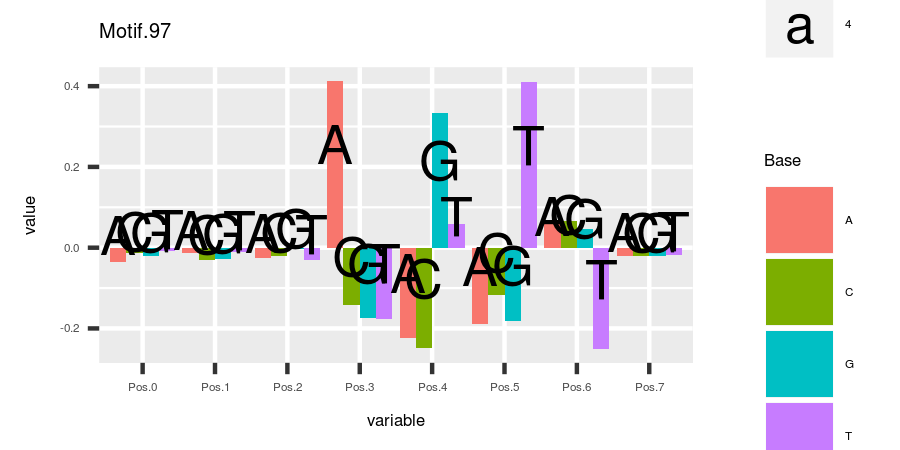 Motif.97
a 4
value
0.4
0.2
0.0
-0.2
A C G T A C G T A C G T A C G T A C G T A C G T A C G T A C G T
Pos.0 Pos.1 Pos.2 Pos.3 Pos.4 Pos.5 Pos.6 Pos.7
variable
Base
A
C
G
T